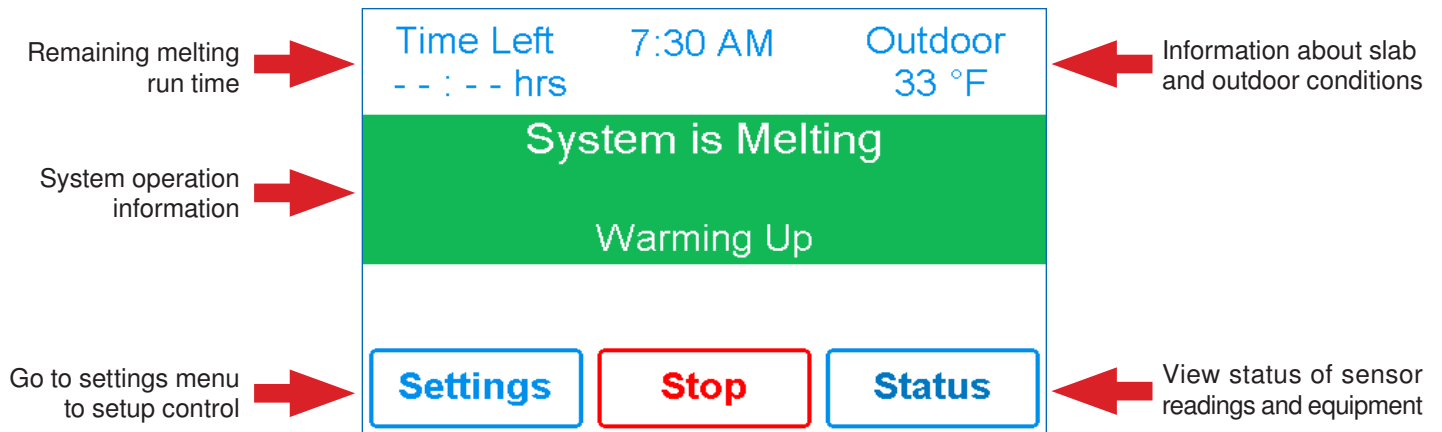 Remaining melting
run time
Time Left
- - : - - hrs
7:30 AM
Outdoor
33 °F
Information about slab
and outdoor conditions
System operation
information
System is Melting
Warming Up
Go to settings menu
to setup control
Settings
Stop
Status
View status of sensor
readings and equipment